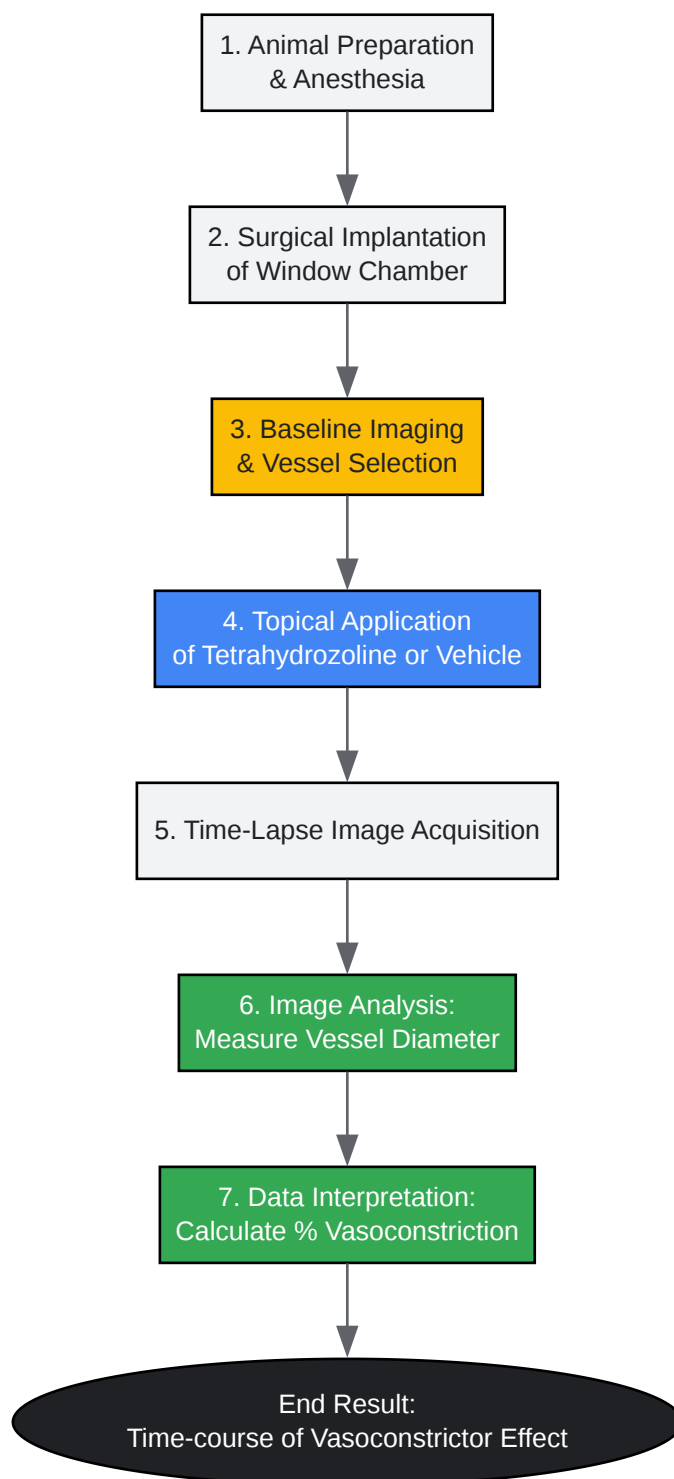 1. Animal Preparation
& Anesthesia
2. Surgical Implantation
of Window Chamber
3. Baseline Imaging
& Vessel Selection
4. Topical Application
of Tetrahydrozoline or Vehicle
5. Time-Lapse Image Acquisition
6. Image Analysis:
Measure Vessel Diameter
7. Data Interpretation:
Calculate % Vasoconstriction
End Result:
Time-course of Vasoconstrictor Effect